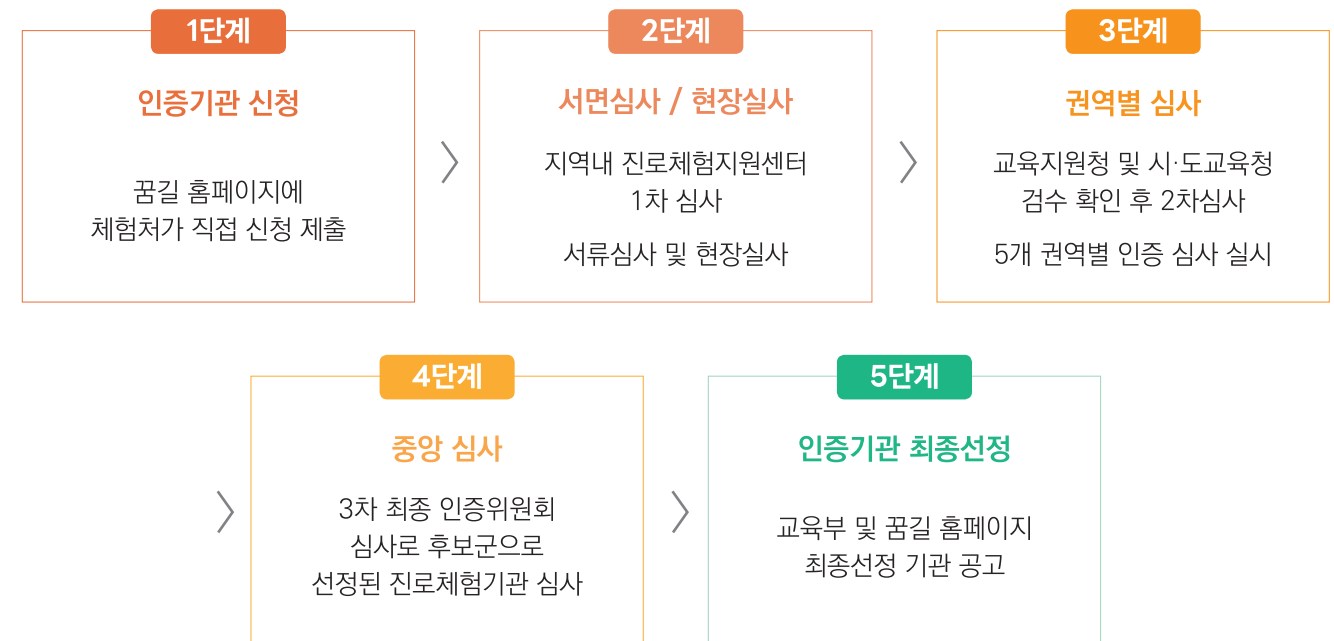 1단계
인증기관 신청
꿈길 홈페이지에
체험처가 직접 신청 제출
2단계
서면심사 / 현장실사
지역내 진로체험지원센터
1차 심사
서류심사 및 현장실사
3단계
권역별 심사
교육지원청 및 시·도교육청
검수 확인 후 2차심사
5개 권역별 인증 심사 실시
4단계
중앙 심사
3차 최종 인증위원회
심사로 후보군으로
선정된 진로체험기관 심사
5단계
인증기관 최종선정
교육부 및 꿈길 홈페이지
최종선정 기관 공고